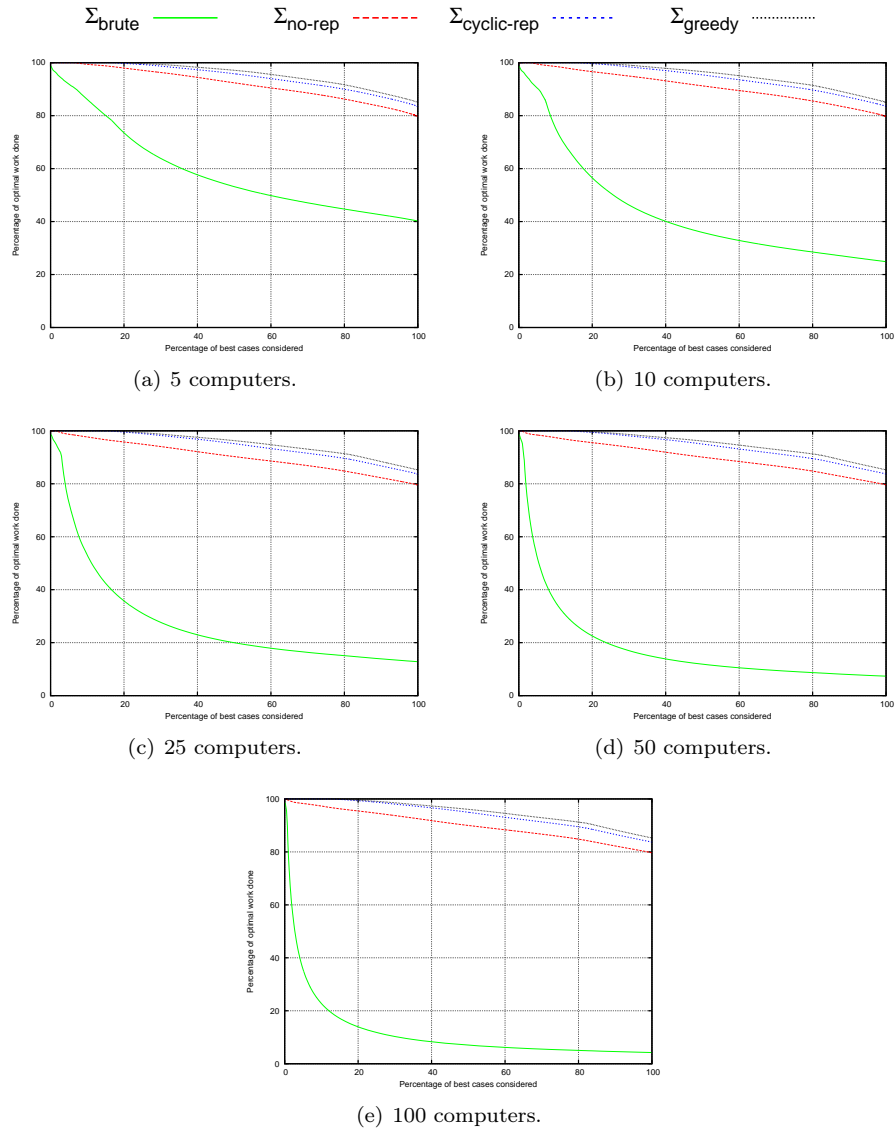 Σbrute Σno-rep Σcyclic-rep Σgreedy
100
80
60
40
20
0
Percentage of optimal work done
0 20 40 60 80 100
Percentage of best cases considered
(a) 5 computers.
100
80
60
40
20
0
Percentage of optimal work done
0 20 40 60 80 100
Percentage of best cases considered
(b) 10 computers.
100
80
60
40
20
0
Percentage of optimal work done
0 20 40 60 80 100
Percentage of best cases considered
(c) 25 computers.
100
80
60
40
20
0
Percentage of optimal work done
0 20 40 60 80 100
Percentage of best cases considered
(d) 50 computers.
100
80
60
40
20
0
Percentage of optimal work done
0 20 40 60 80 100
Percentage of best cases considered
(e) 100 computers.